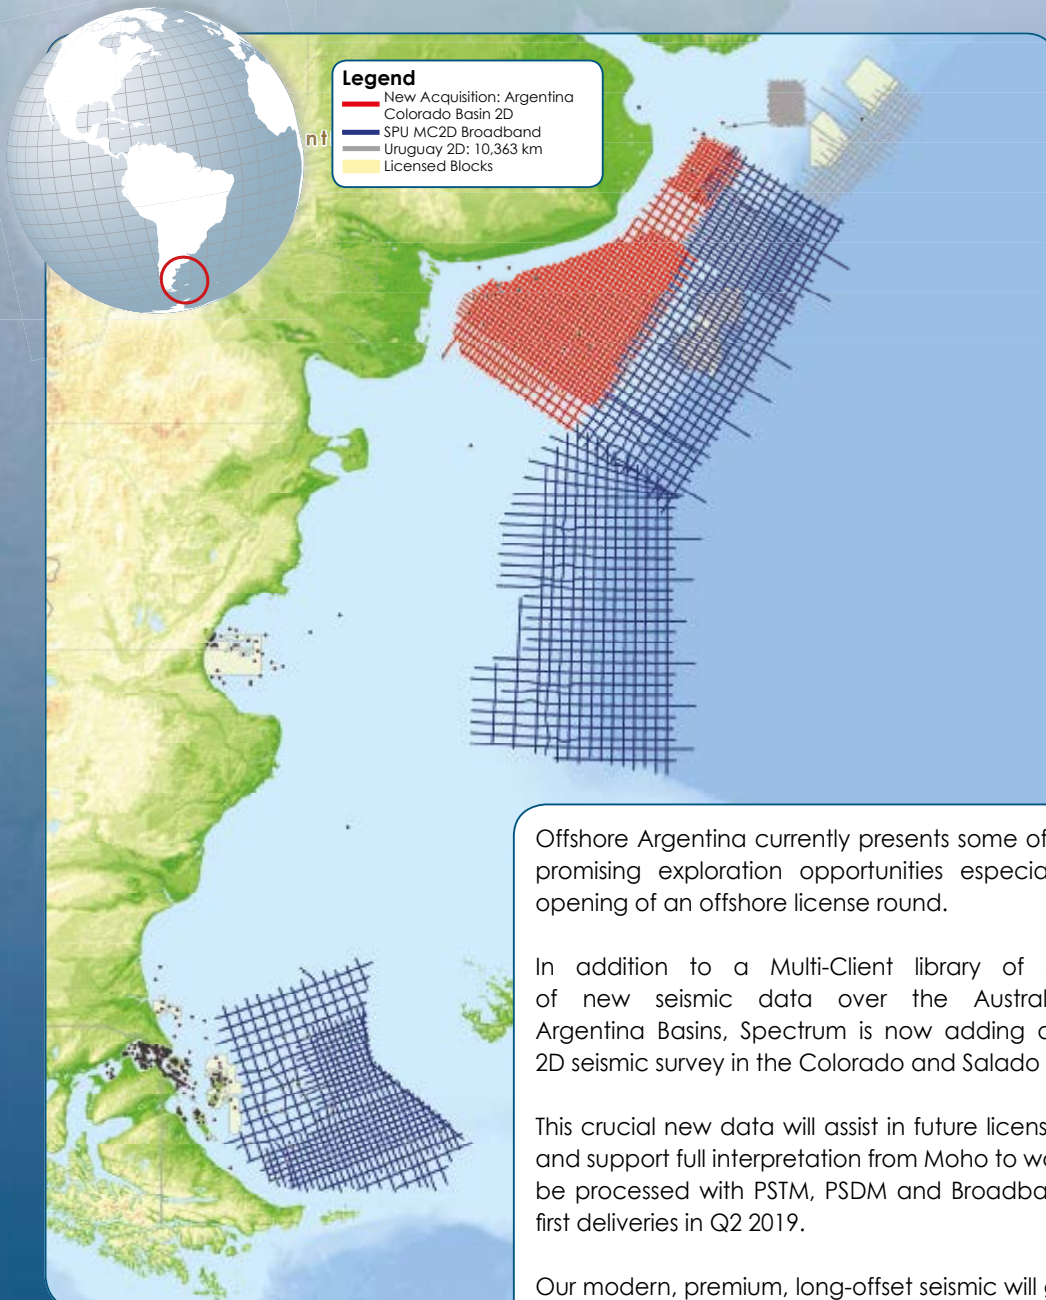 nt
Legend
New Acquisition: Argentina
Colorado Basin 2D
SPU MC2D Broadband
Uruguay 2D: 10,363 km
Licensed Blocks
Offshore Argentina currently presents some of
promising exploration opportunities especia
opening of an offshore license round.
In addition to a Multi-Client library of
of new seismic data over the Austral
Argentina Basins, Spectrum is now adding
2D seismic survey in the Colorado and Salado
This crucial new data will assist in future licens
and support full interpretation from Moho to wa
be processed with PSTM, PSDM and Broadba
first deliveries in Q2 2019.
Our modern, premium, long-offset seismic will